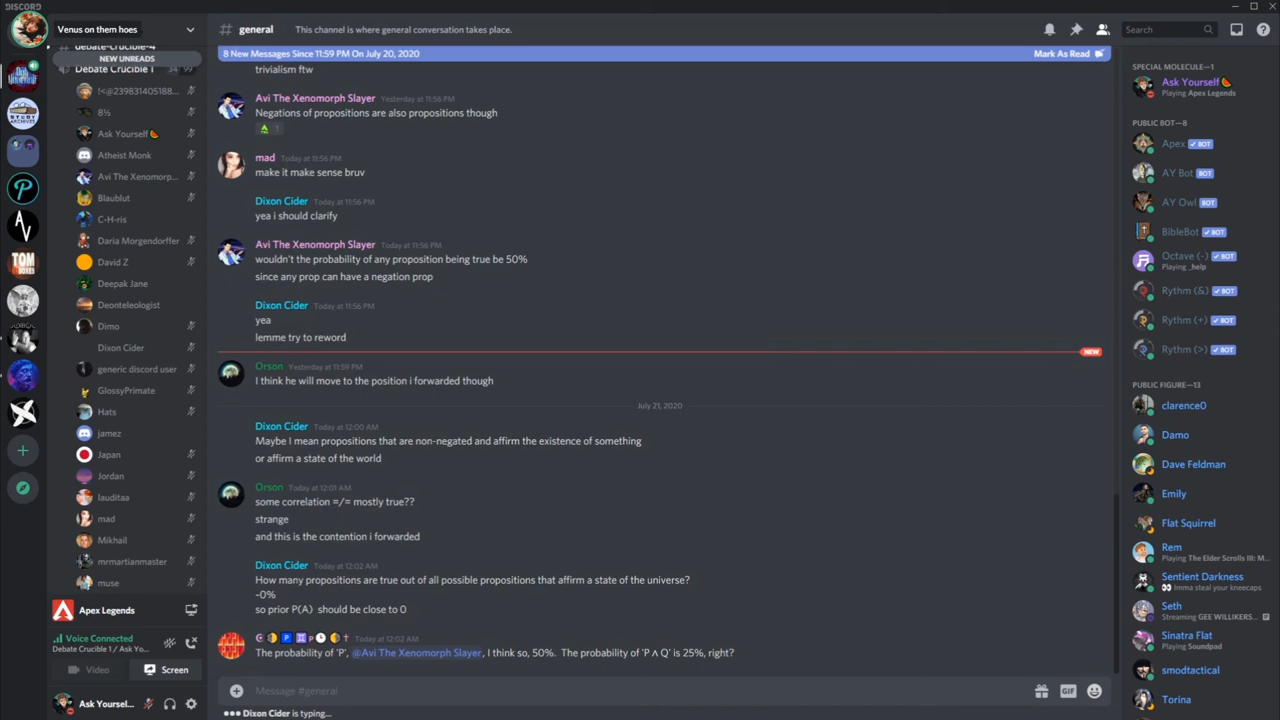 DISCORD
Venus on them hoes
debate-Crucible-4
NEW UNREADS
Debate Crucible 1 34 99
!<@239831405188...
8½
Ask Yourself 🍉
Atheist Monk
Avi The Xenomorp...
Blaublut
C-H-ris
Daria Morgendorffer
David Z
Deepak Jane
Deonteleologist
Dimo
Dixon Cider
generic discord user
GlossyPrimate
Hats
jamez
Japan
Jordan
lauditaa
mad
Mikhail
mrmartianmaster
muse
STUDY
ARCHIVES
TOM
BOXES
Apex Legends
Voice Connected
Debate Crucible 1 / Ask Yo...
Video
Screen
Ask Yoursel...
# general
This channel is where general conversation takes place.
Search
8 New Messages Since 11:59 PM On July 20, 2020
Mark As Read
trivialism ftw
Avi The Xenomorph Slayer Yesterday at 11:56 PM
Negations of propositions are also propositions though
1
mad Today at 11:56 PM
make it make sense bruv
Dixon Cider Today at 11:56 PM
yea i should clarify
Avi The Xenomorph Slayer Today at 11:56 PM
wouldn't the probability of any proposition being true be 50%
since any prop can have a negation prop
Dixon Cider Today at 11:56 PM
yea
lemme try to reword
NEW
Orson Yesterday at 11:59 PM
I think he will move to the position i forwarded though
July 21, 2020
Dixon Cider Today at 12:00 AM
Maybe I mean propositions that are non-negated and affirm the existence of something
or affirm a state of the world
Orson Today at 12:01 AM
some correlation =/= mostly true??
strange
and this is the contention i forwarded
Dixon Cider Today at 12:02 AM
How many propositions are true out of all possible propositions that affirm a state of the universe?
~0%
so prior P(A) should be close to 0
Today at 12:02 AM
The probability of 'P', @Avi The Xenomorph Slayer, I think so, 50%. The probability of 'P ∧ Q' is 25%, right?
Message #general
GIF
Dixon Cider is typing...
SPECIAL MOLECULE—1
Ask Yourself 🍉
Playing Apex Legends
PUBLIC BOT—8
Apex ✓ BOT
AY Bot ✓ BOT
AY Owl ✓ BOT
BibleBot ✓ BOT
Octave (-) ✓ BOT
Playing _help
Rythm (&) ✓ BOT
Rythm (+) ✓ BOT
Rythm (>) ✓ BOT
PUBLIC FIGURE—13
clarence0
Damo
Dave Feldman
Emily
Flat Squirrel
Rem
Playing The Elder Scrolls III: M...
Sentient Darkness
👀 Imma steal your kneecaps
Seth
Streaming GEE WILLIKERS...
Sinatra Flat
Playing Soundpad
smodtactical
Torina